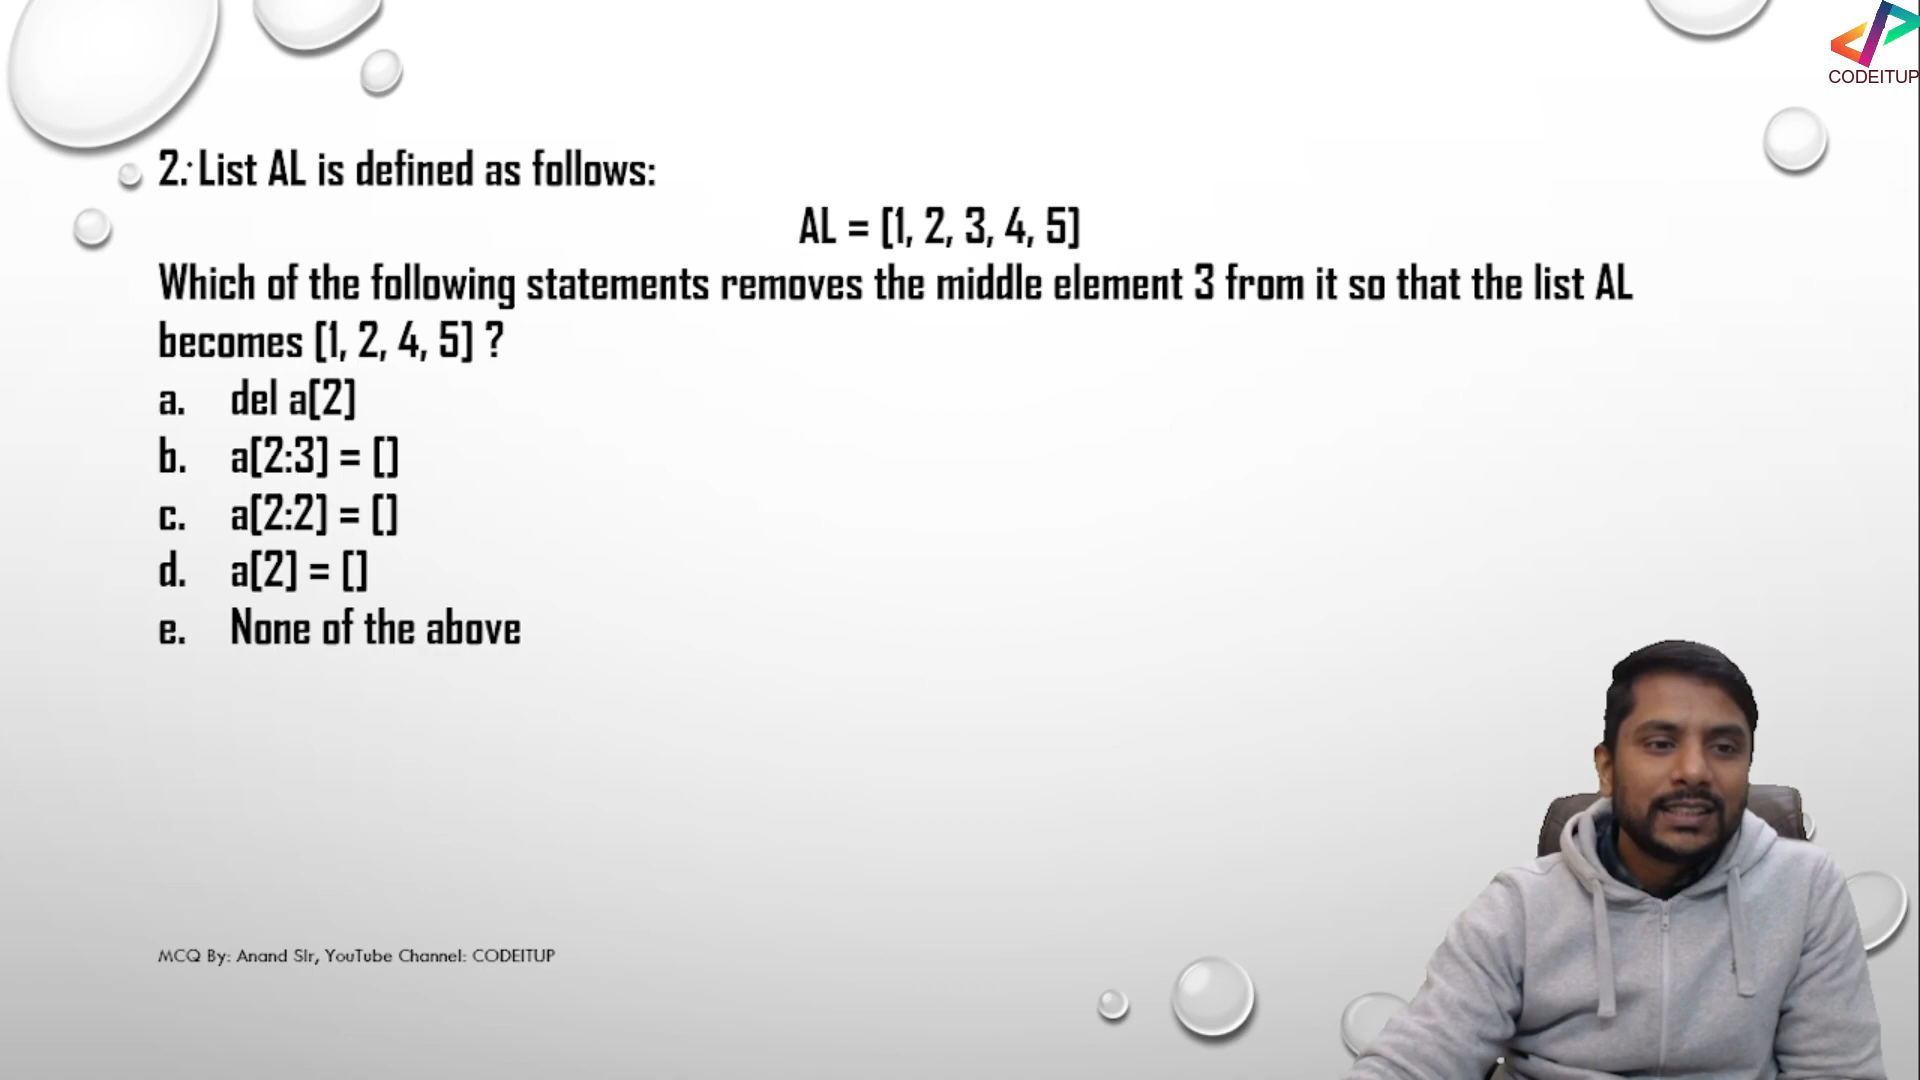 CODEITUP
2. List AL is defined as follows:
AL = [1, 2, 3, 4, 5]
Which of the following statements removes the middle element 3 from it so that the list AL
becomes [1, 2, 4, 5] ?
a. del a[2]
b. a[2:3] = []
c. a[2:2] = []
d. a[2] = []
e. None of the above
MCQ By: Anand SIr, YouTube Channel: CODEITUP